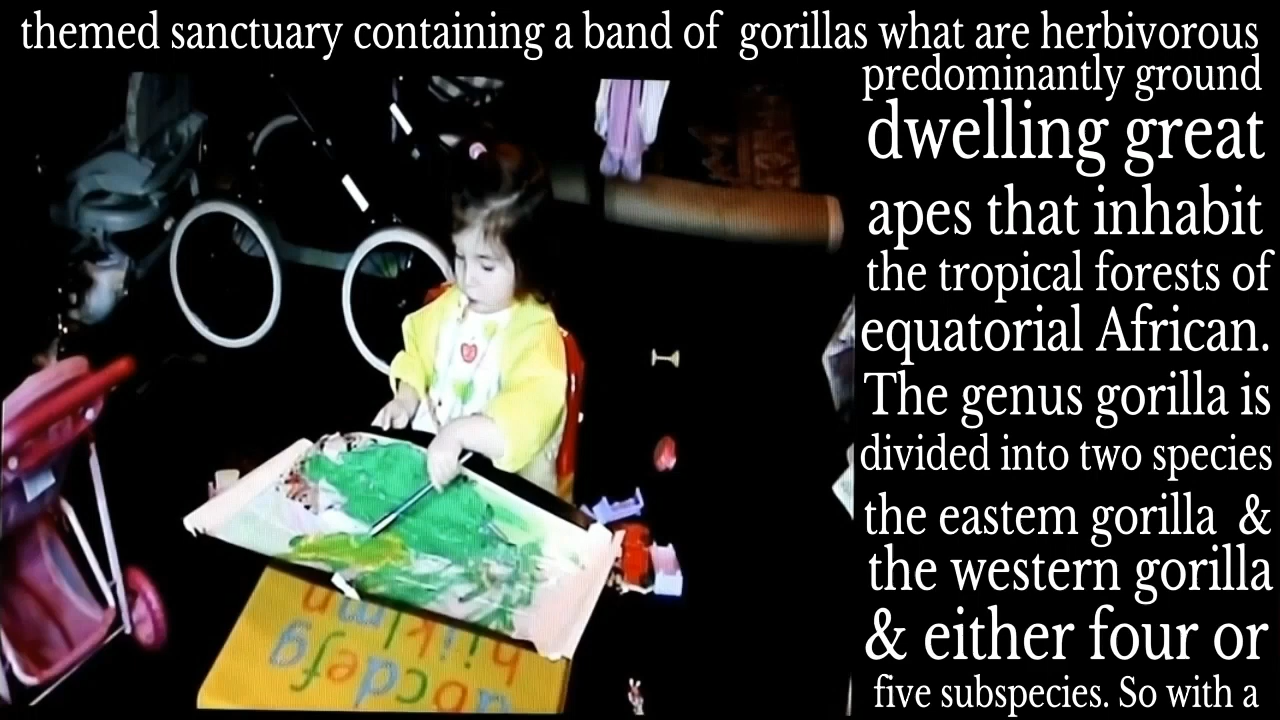 themed sanctuary containing a band of gorillas what are herbivorous
predominantly ground
dwelling great
apes that inhabit
the tropical forests of
equatorial African.
The genus gorilla is
divided into two species
the eastem gorilla &
the western gorilla
& either four or
five subspecies. So with a
abcdefg
hijklmn